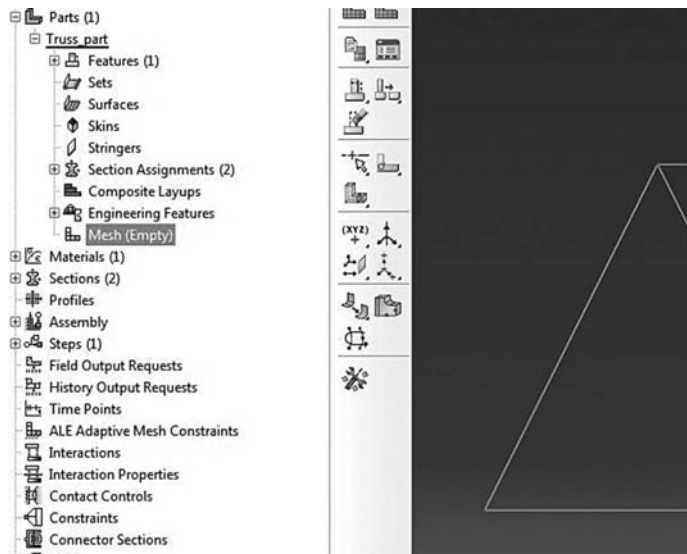 Parts (1)
Truss_part
Features (1)
Sets
Surfaces
Skins
Stringers
Section Assignments (2)
Composite Layups
Engineering Features
Mesh (Empty)
Materials (1)
Sections (2)
Profiles
Assembly
Steps (1)
Field Output Requests
History Output Requests
Time Points
ALE Adaptive Mesh Constraints
Interactions
Interaction Properties
Contact Controls
Constraints
Connector Sections
(XYZ)